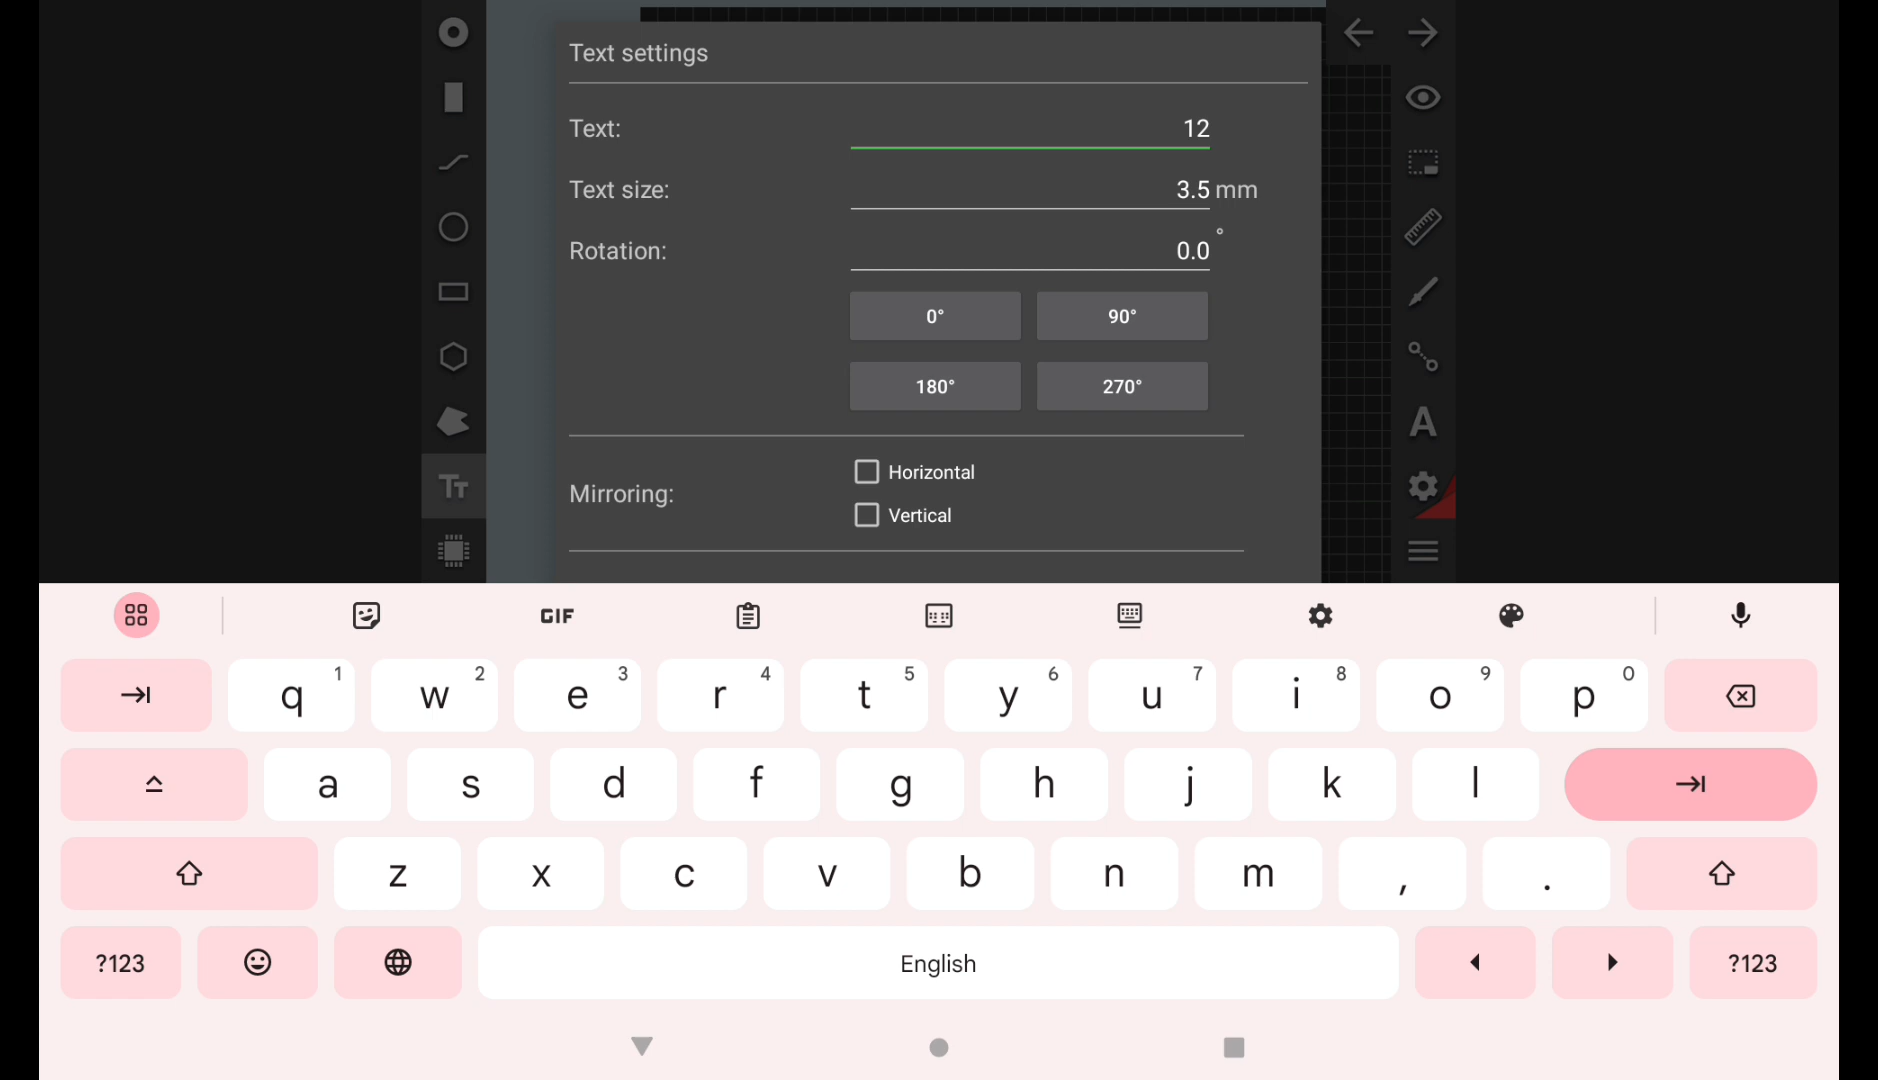 Text settings
Text: 12
Text size: 3.5 mm
Rotation: 0.0 °
0° 90°
180° 270°
Horizontal
Mirroring:
Vertical
TT
A
GIF
q 1 w 2 e 3 r 4 t 5 y 6 u 7 i 8 o 9 p 0
a s d f g h j k l
z x c v b n m , .
?123 English ?123